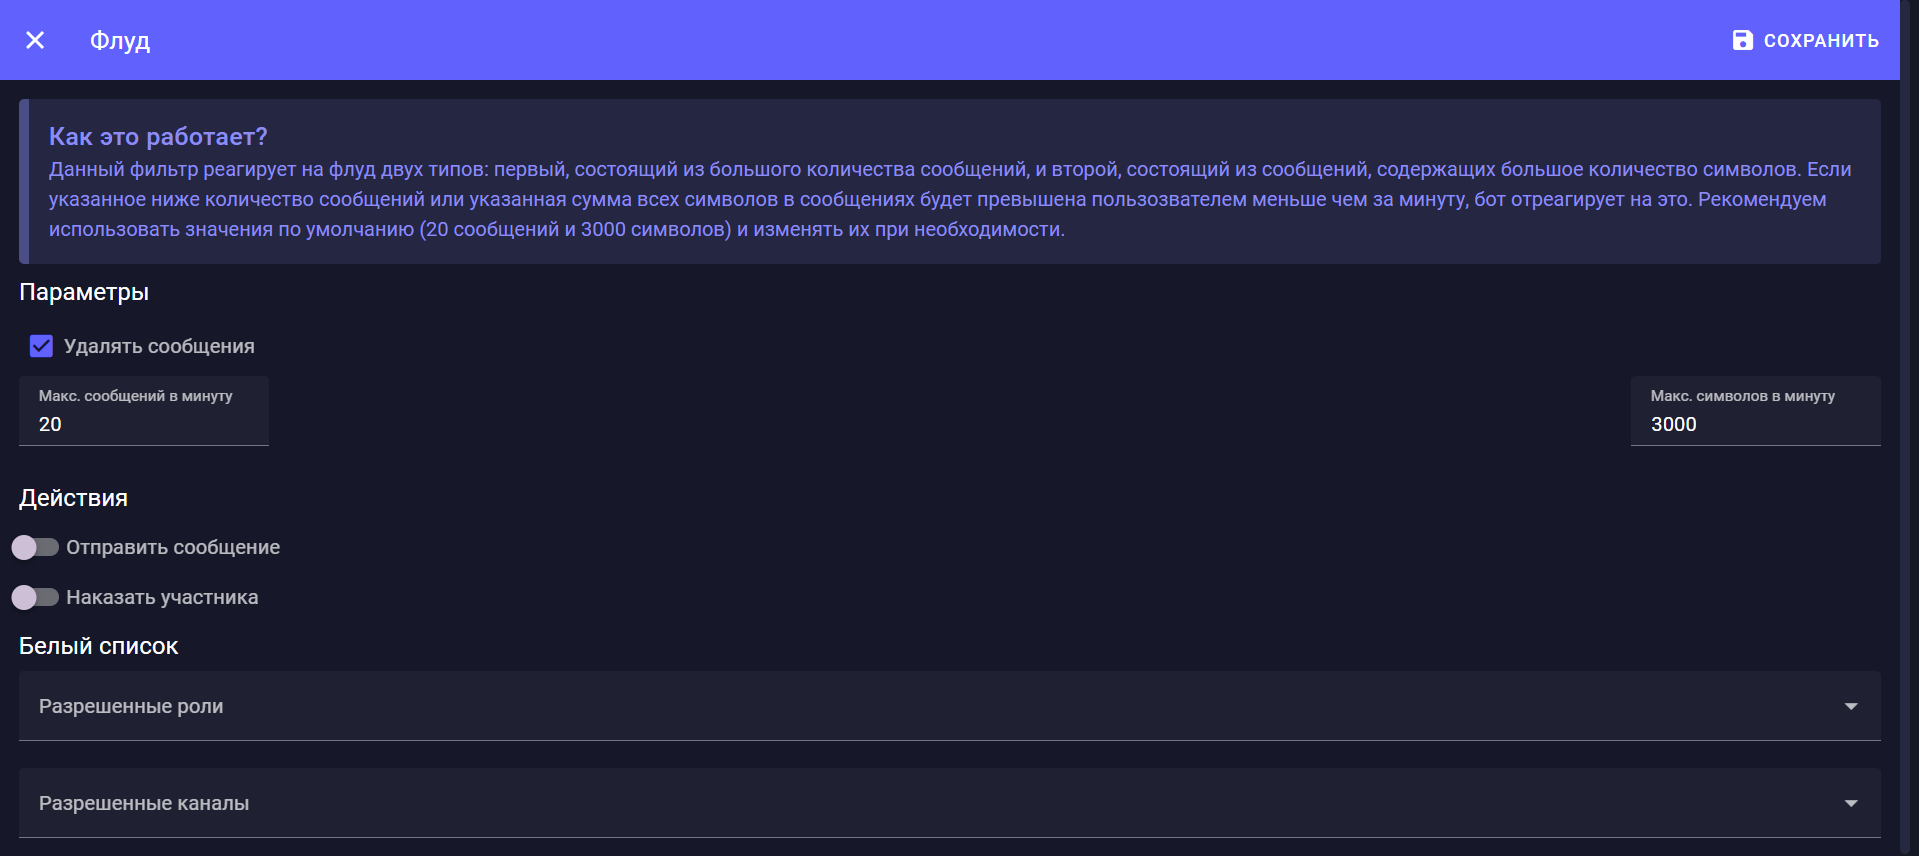 Флуд
СОХРАНИТЬ
Как это работает?
Данный фильтр реагирует на флуд двух типов: первый, состоящий из большого количества сообщений, и второй, состоящий из сообщений, содержащих большое количество символов. Если
указанное ниже количество сообщений или указанная сумма всех символов в сообщениях будет превышена пользозвателем меньше чем за минуту, бот отреагирует на это. Рекомендуем
использовать значения по умолчанию (20 сообщений и 3000 символов) и изменять их при необходимости.
Параметры
Удалять сообщения
Макс. сообщений в минуту
20
Макс. символов в минуту
3000
Действия
Отправить сообщение
Наказать участника
Белый список
Разрешенные роли
Разрешенные каналы